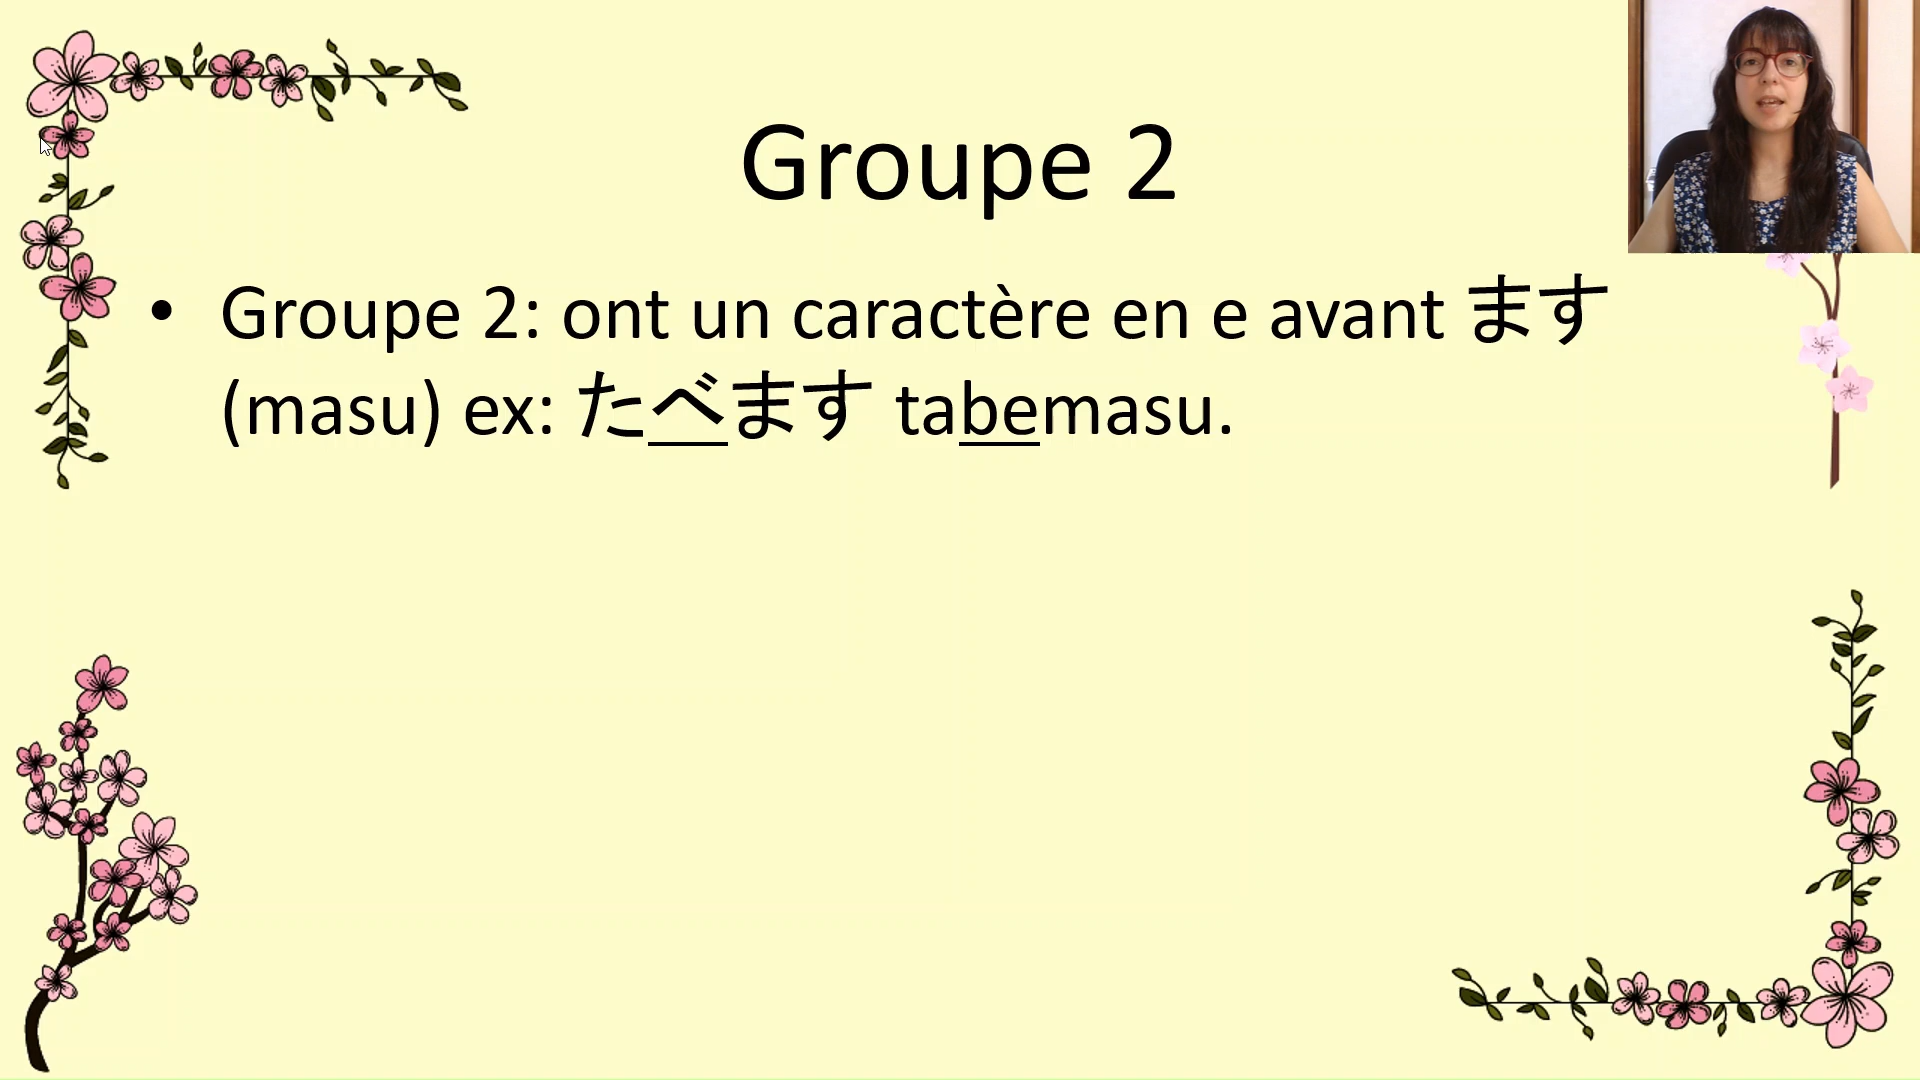 Groupe 2
• Groupe 2: ont un caractère en e avant ます
(masu) ex: たべます tabemasu.